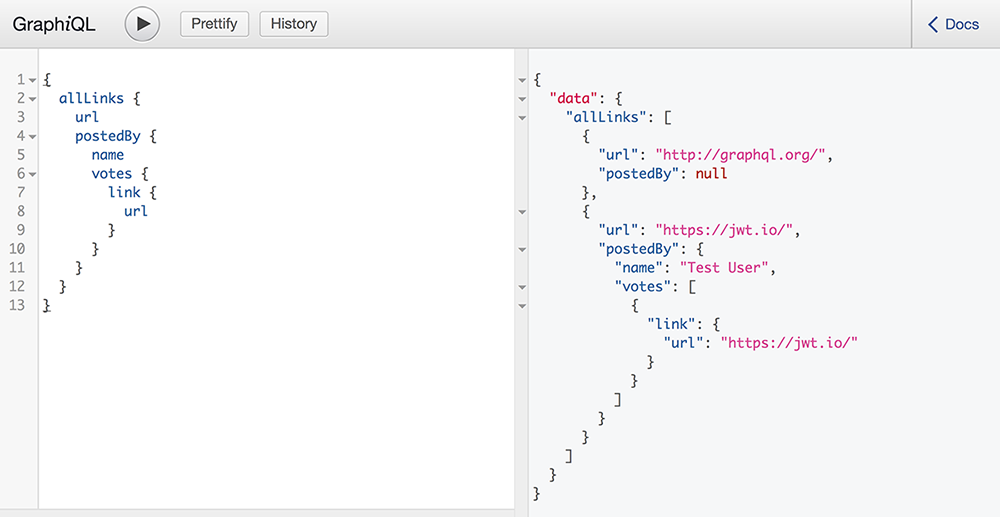 GraphiQL Prettify History Docs
1 {
2   allLinks {
3     url
4     postedBy {
5       name
6       votes {
7         link {
8           url
9         }
10       }
11     }
12   }
13 }
{
  "data": {
    "allLinks": [
      {
        "url": "http://graphql.org/",
        "postedBy": null
      },
      {
        "url": "https://jwt.io/",
        "postedBy": {
          "name": "Test User",
          "votes": [
            {
              "link": {
                "url": "https://jwt.io/"
              }
            }
          ]
        }
      }
    ]
  }
}